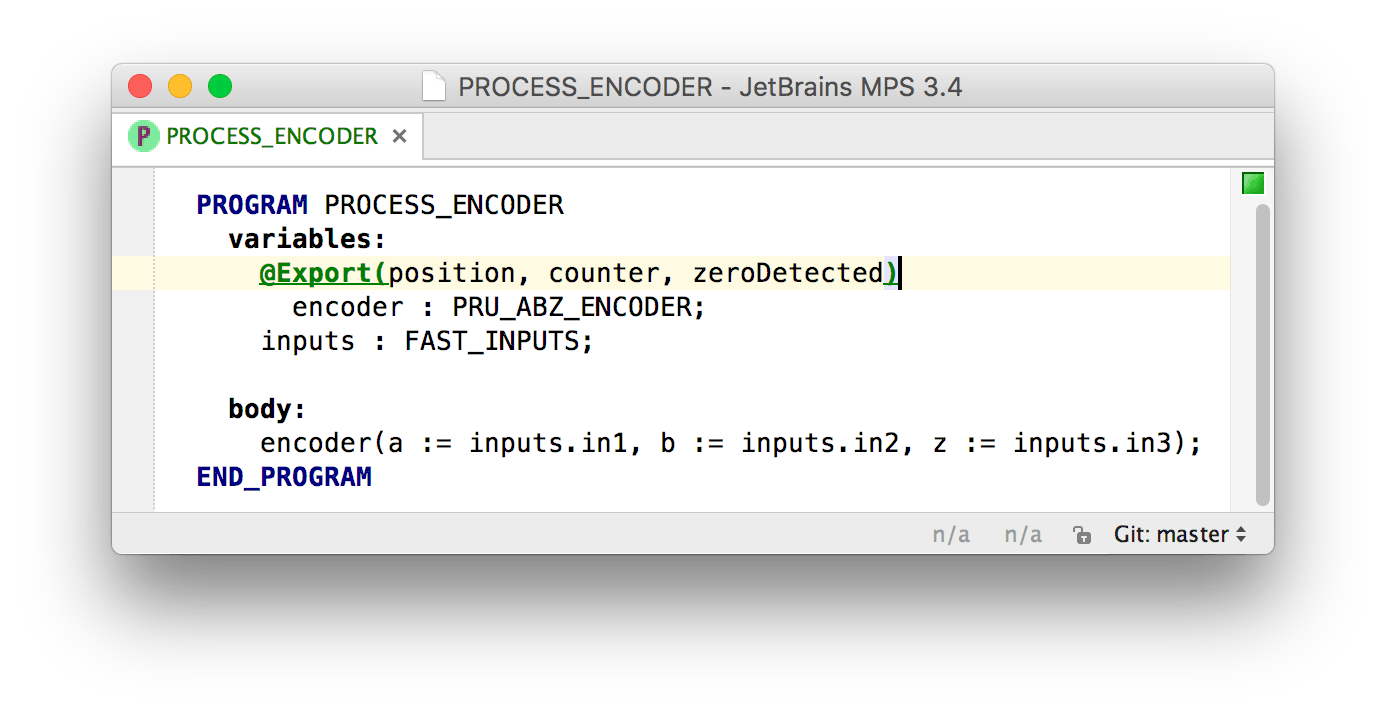 PROCESS_ENCODER - JetBrains MPS 3.4
P PROCESS_ENCODER ×
PROGRAM PROCESS_ENCODER
variables:
@Export(position, counter, zeroDetected)
encoder : PRU_ABZ_ENCODER;
inputs : FAST_INPUTS;
body:
encoder(a := inputs.in1, b := inputs.in2, z := inputs.in3);
END_PROGRAM
n/a n/a Git: master